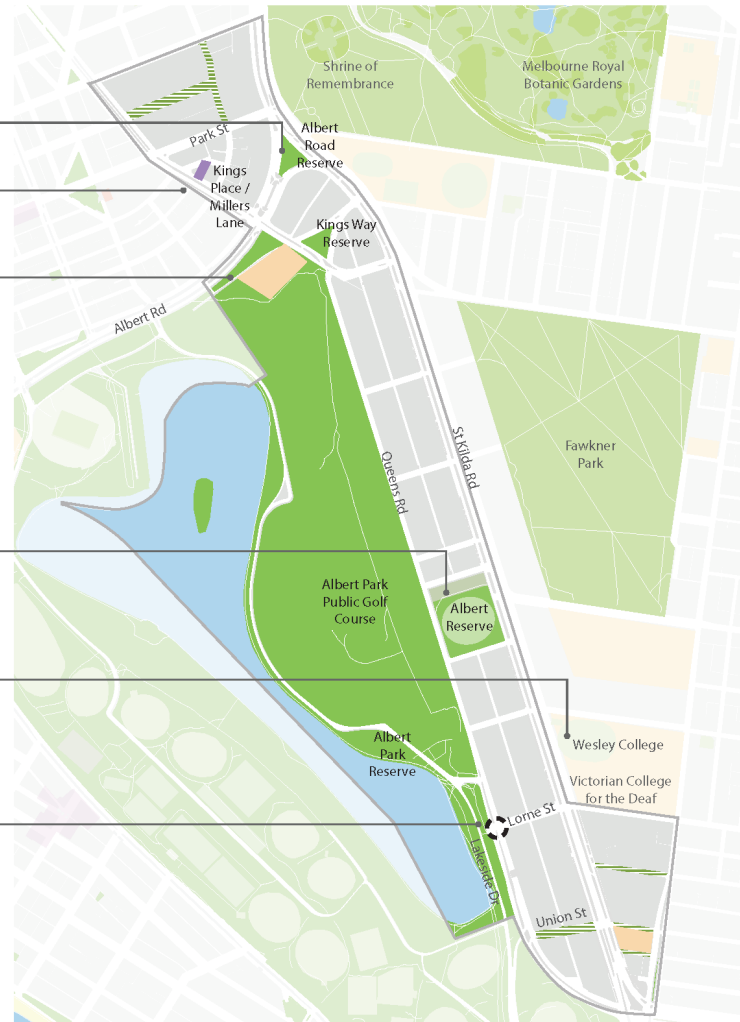 Shrine of
Remembrance
Melbourne Royal
Botanic Gardens
Park St
Albert
Road
Reserve
Kings
Place /
Millers
Lane
Kings Way
Reserve
Albert Rd
St Kilda Rd
Queens Rd
Fawkner
Park
Albert Park
Public Golf
Course
Albert
Reserve
Albert
Park
Reserve
Wesley College
Victorian College
for the Deaf
Lorne St
Lakeside Dr
Union St